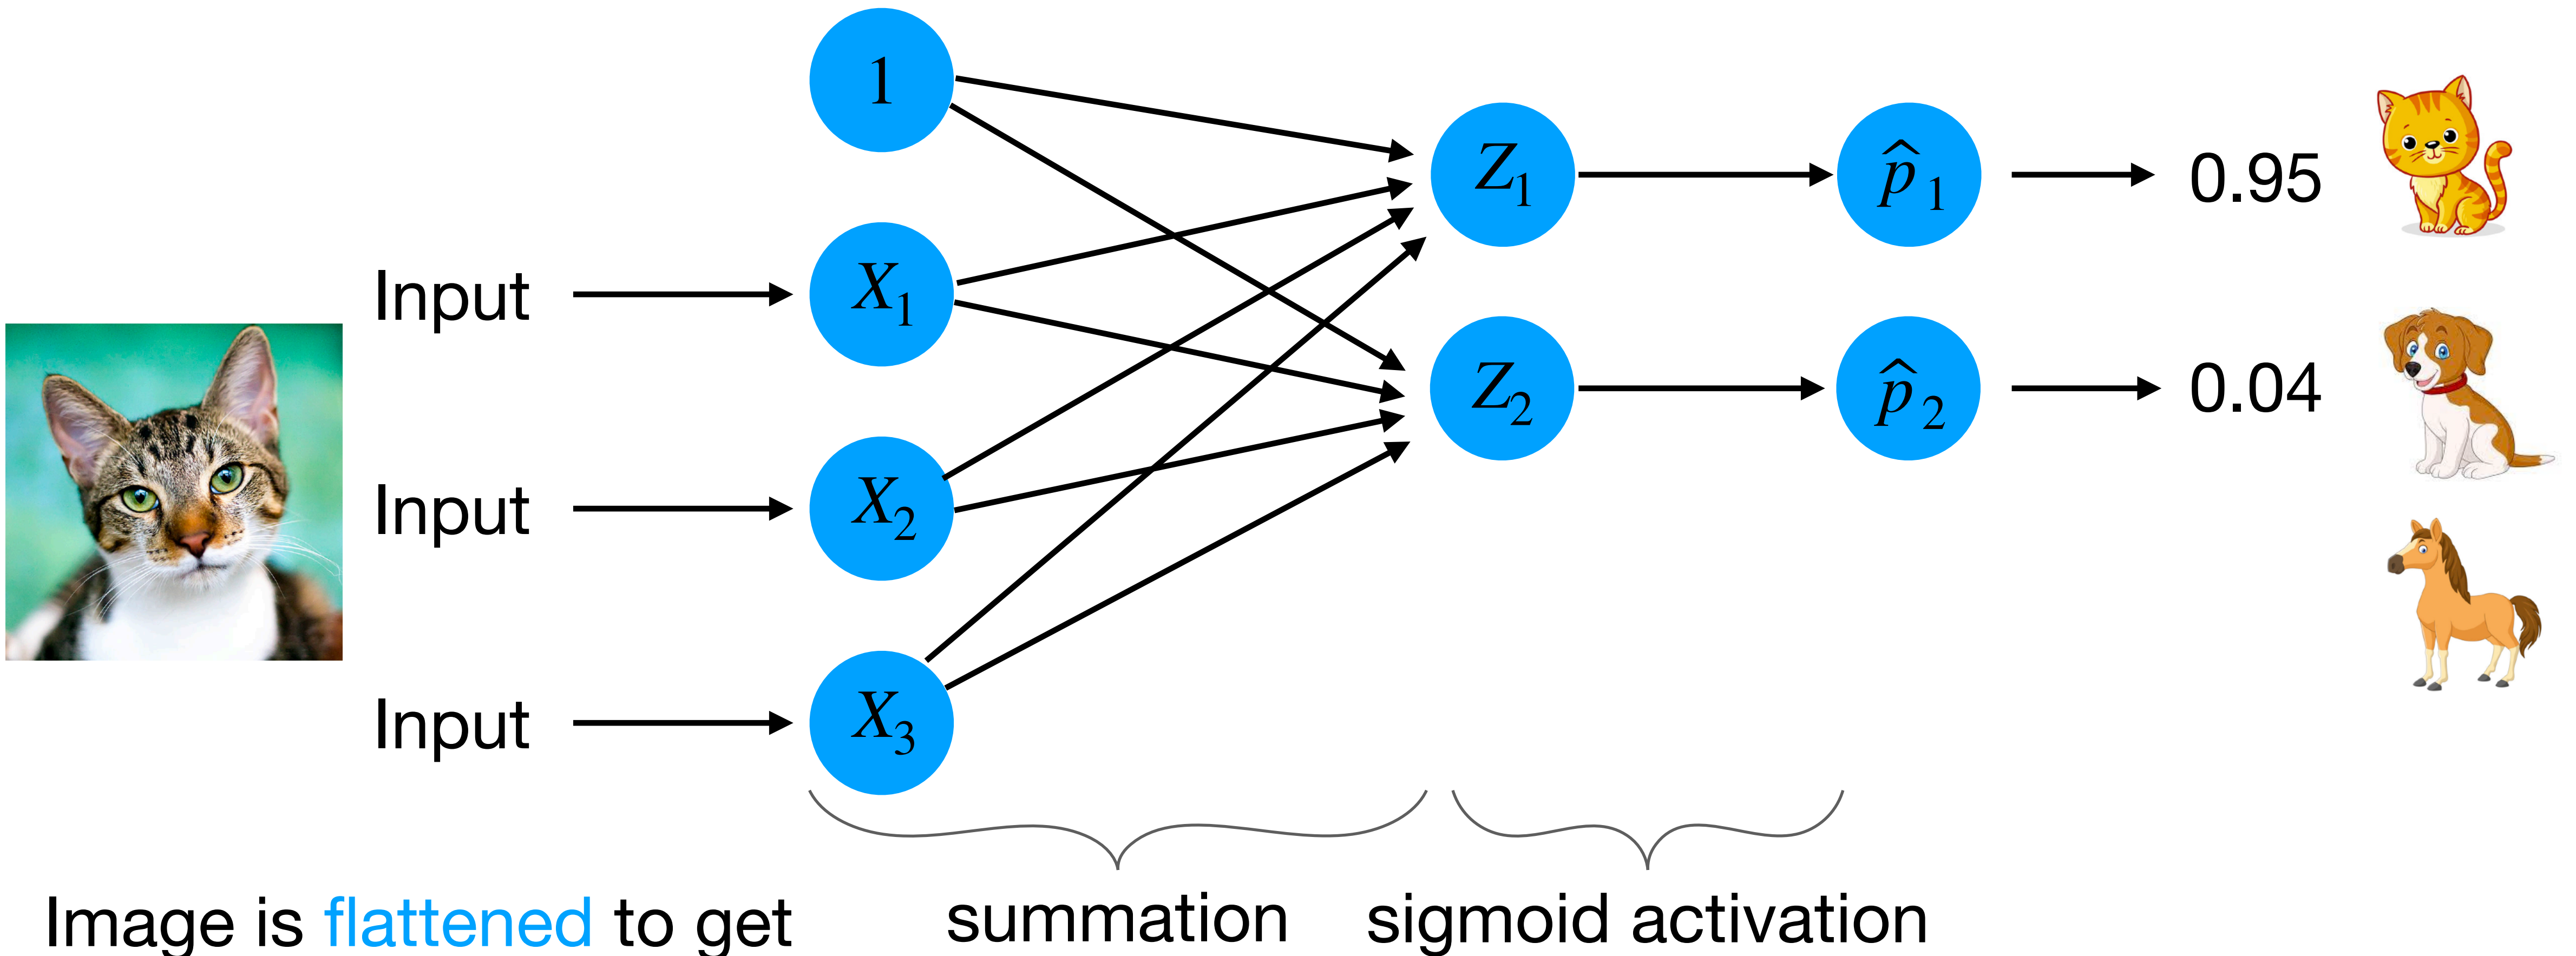 1
Z₁
p̂₁
0.95
Input
X₁
Z₂
p̂₂
0.04
Input
X₂
Input
X₃
Image is flattened to get
summation
sigmoid activation